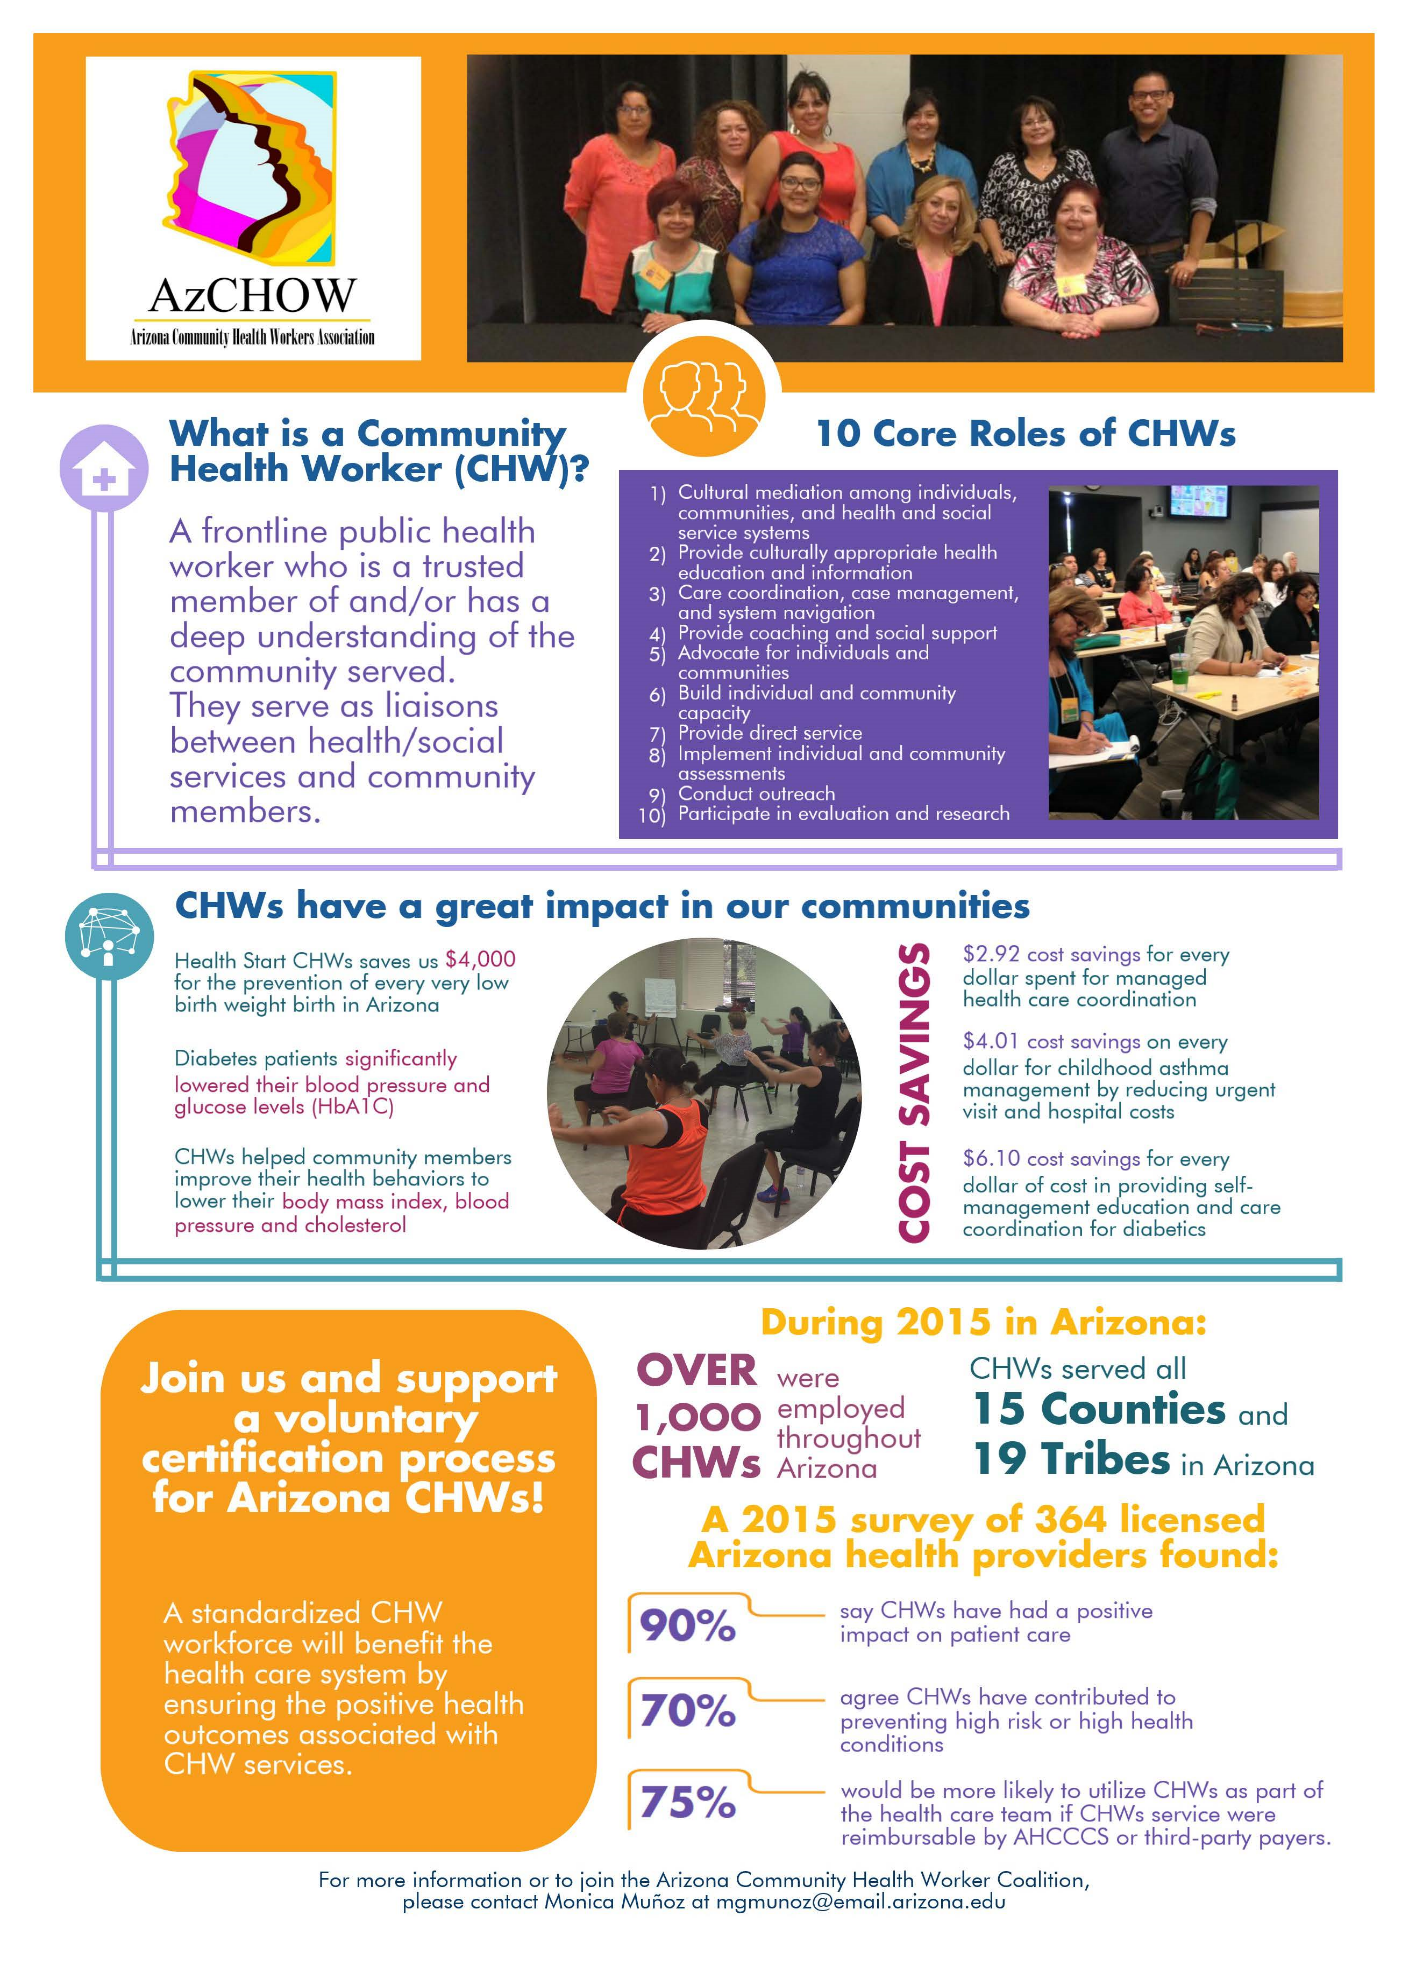 AzCHOW
Arizona Community Health Workers Association
What is a Community
Health Worker (CHW)?
A frontline public health
worker who is a trusted
member of and/or has a
deep understanding of the
community served.
They serve as liaisons
between health/social
services and community
members.
10 Core Roles of CHWs
1) Cultural mediation among individuals,
communities, and health and social
service systems
2) Provide culturally appropriate health
education and information
3) Care coordination, case management,
and system navigation
4) Provide coaching and social support
5) Advocate for individuals and
communities
6) Build individual and community
capacity
7) Provide direct service
8) Implement individual and community
assessments
9) Conduct outreach
10) Participate in evaluation and research
CHWs have a great impact in our communities
Health Start CHWs saves us $4,000
for the prevention of every very low
birth weight birth in Arizona
Diabetes patients significantly
lowered their blood pressure and
glucose levels (HbA1C)
CHWs helped community members
improve their health behaviors to
lower their body mass index, blood
pressure and cholesterol
COST SAVINGS
$2.92 cost savings for every
dollar spent for managed
health care coordination
$4.01 cost savings on every
dollar for childhood asthma
management by reducing urgent
visit and hospital costs
$6.10 cost savings for every
dollar of cost in providing self-
management education and care
coordination for diabetics
Join us and support
a voluntary
certification process
for Arizona CHWs!
A standardized CHW
workforce will benefit the
health care system by
ensuring the positive health
outcomes associated with
CHW services.
During 2015 in Arizona:
OVER
1,000
CHWs
were
employed
throughout
Arizona
CHWs served all
15 Counties and
19 Tribes in Arizona
A 2015 survey of 364 licensed
Arizona health providers found:
90%
say CHWs have had a positive
impact on patient care
70%
agree CHWs have contributed to
preventing high risk or high health
conditions
75%
would be more likely to utilize CHWs as part of
the health care team if CHWs service were
reimbursable by AHCCCS or third-party payers.
For more information or to join the Arizona Community Health Worker Coalition,
please contact Monica Muñoz at mgmunoz@email.arizona.edu